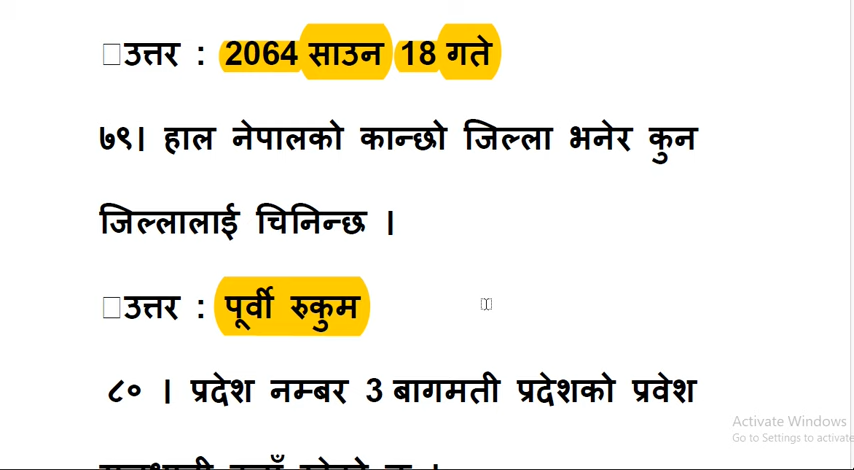 उत्तर : 2064 साउन 18 गते
७९। हाल नेपालको कान्छो जिल्ला भनेर कुन
जिल्लालाई चिनिन्छ ।
उत्तर : पूर्वी रुकुम
८० । प्रदेश नम्बर 3 बागमती प्रदेशको प्रवेश
Activate Windows
Go to Settings to activate